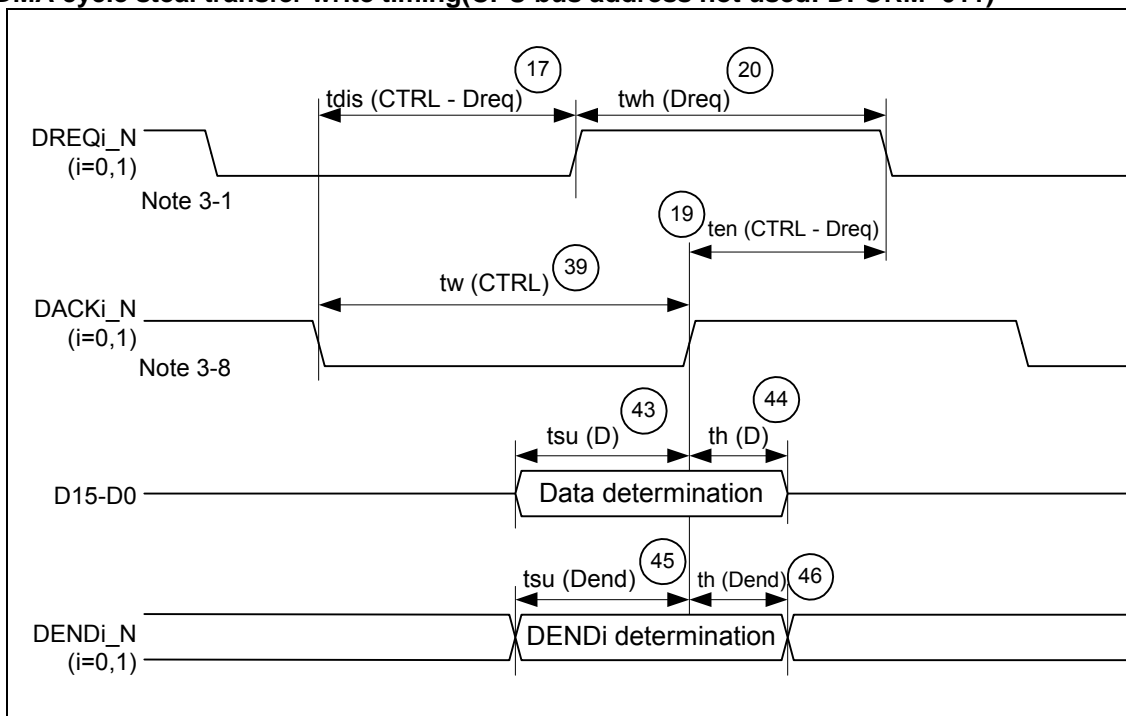 DMA cycle steal transfer write timing(CPU bus address not used: DFORM=011)
17
20
tdis (CTRL - Dreq)
twh (Dreq)
DREQi_N
(i=0,1)
Note 3-1
19
ten (CTRL - Dreq)
39
tw (CTRL)
DACKi_N
(i=0,1)
Note 3-8
43
44
tsu (D)
th (D)
D15-D0
Data determination
45
46
tsu (Dend)
th (Dend)
DENDi_N
(i=0,1)
DENDi determination